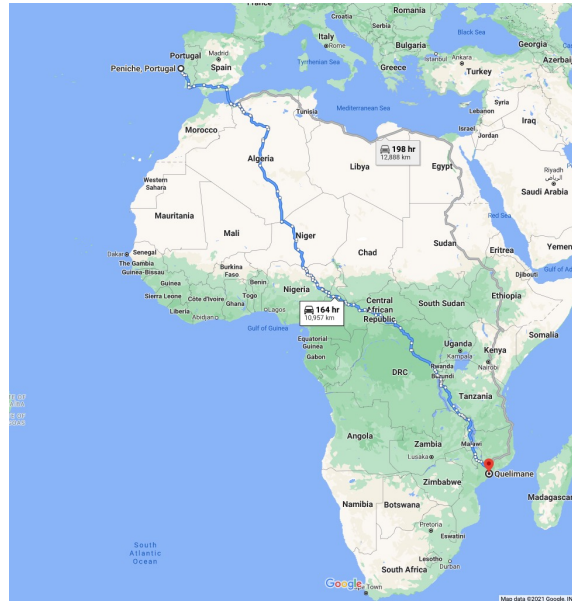 France
Romania
Croatia
Italy
Rome
Bulgaria
Black Sea
Georgia
Portugal
Madrid
Spain
Peniche, Portugal
Tyrrhenian Sea
Greece
Istanbul
Ankara
Turkey
Azerbaijan
Tunisia
Mediterranean Sea
Lebanon
Syria
Israel
Jordan
Iraq
Morocco
198 hr
12,888 km
Algeria
Libya
Egypt
Riyadh
الرياض
Saudi Arabia
Western
Sahara
Mauritania
Red Sea
Mali
Niger
Chad
Sudan
Eritrea
Yemen
Dakar
Senegal
The Gambia
Guinea-Bissau
Burkina
Faso
Gulf of Aden
Djibouti
Guinea
Benin
Nigeria
Sierra Leone
Côte d'Ivoire
Togo
Ghana
Liberia
Abidjan
Lagos
164 hr
10,957 km
Central
African
Republic
South Sudan
Ethiopia
Somalia
Gulf of Guinea
Equatorial
Guinea
Gabon
Uganda
Kampala
Kenya
Nairobi
DRC
Rwanda
Burundi
Tanzania
Angola
Zambia
Malawi
Lusaka
Quelimane
Zimbabwe
Madagascar
Namibia
Botswana
Pretoria
Eswatini
South
Atlantic
Ocean
Lesotho
Durban
South Africa
Google
Cape Town
Map data ©2021 Google, IN